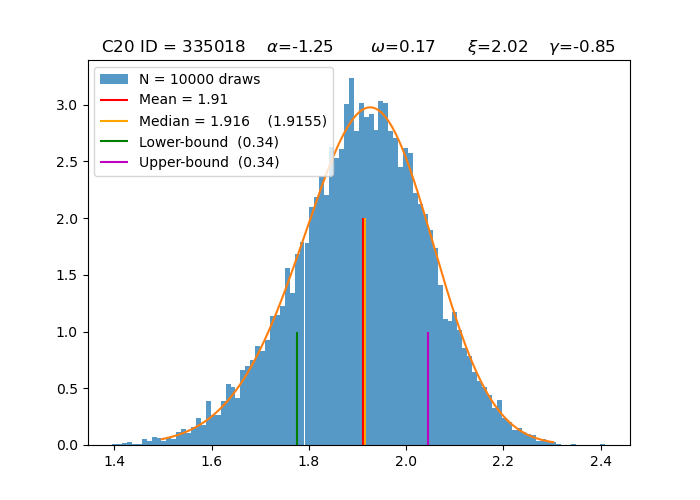 C20 ID = 335018 α=-1.25 ω=0.17 ξ=2.02 γ=-0.85
N = 10000 draws
Mean = 1.91
Median = 1.916 (1.9155)
Lower-bound (0.34)
Upper-bound (0.34)
3.0
2.5
2.0
1.5
1.0
0.5
0.0
1.4 1.6 1.8 2.0 2.2 2.4